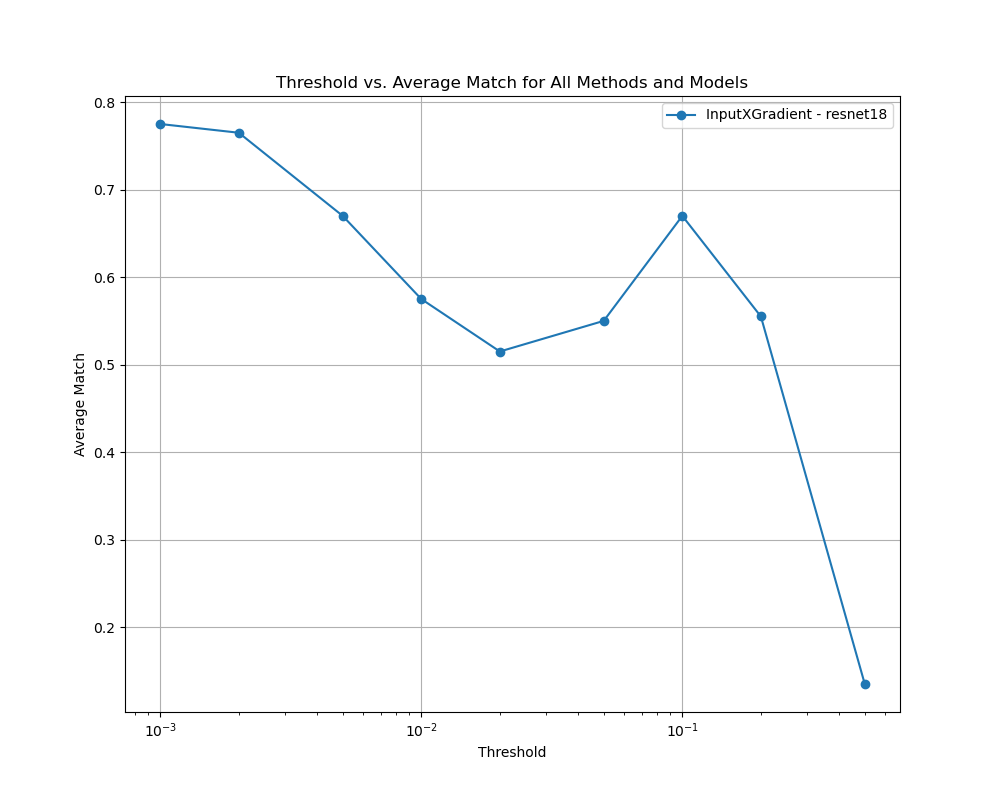 Threshold vs. Average Match for All Methods and Models
InputXGradient - resnet18
Average Match
0.8
0.7
0.6
0.5
0.4
0.3
0.2
10⁻³
10⁻²
10⁻¹
Threshold